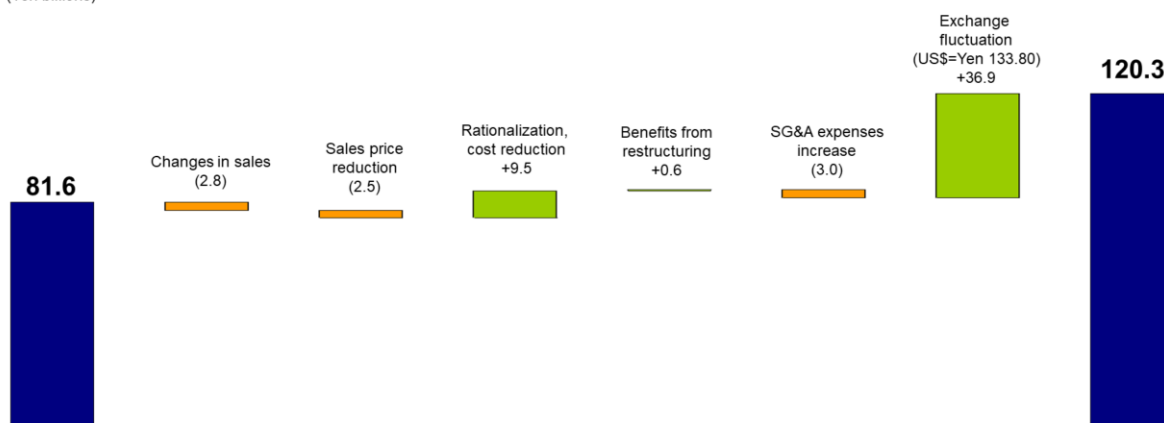 81.6
Changes in sales
(2.8)
Sales price
reduction
(2.5)
Rationalization,
cost reduction
+9.5
Benefits from
restructuring
+0.6
SG&A expenses
increase
(3.0)
Exchange
fluctuation
(US$=Yen 133.80)
+36.9
120.3